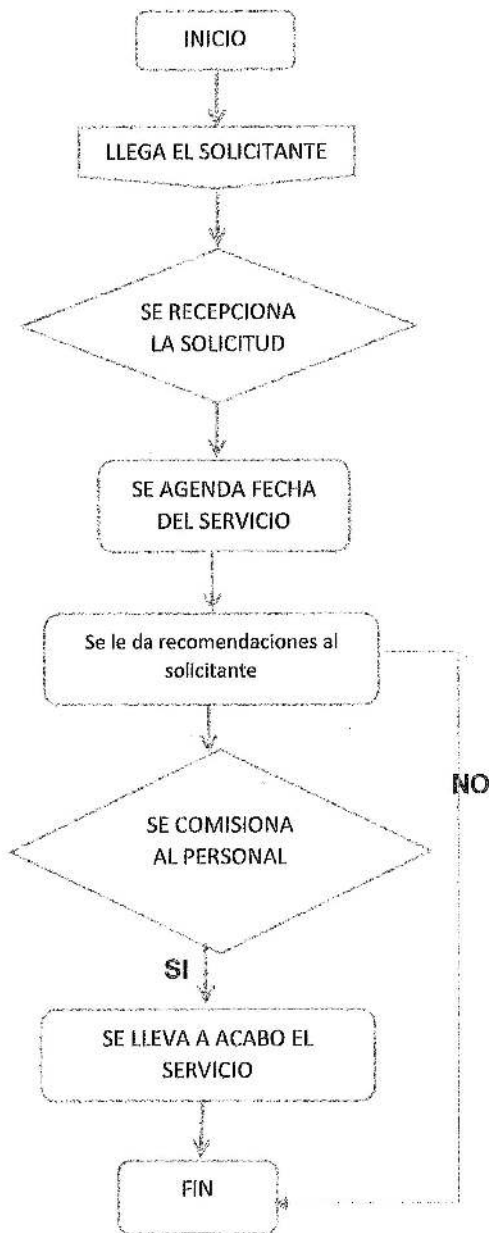 INICIO
LLEGA EL SOLICITANTE
SE RECEPCIONA
LA SOLICITUD
SE AGENDA FECHA
DEL SERVICIO
Se le da recomendaciones al
solicitante
NO
SE COMISIONA
AL PERSONAL
SI
SE LLEVA A ACABO EL
SERVICIO
FIN